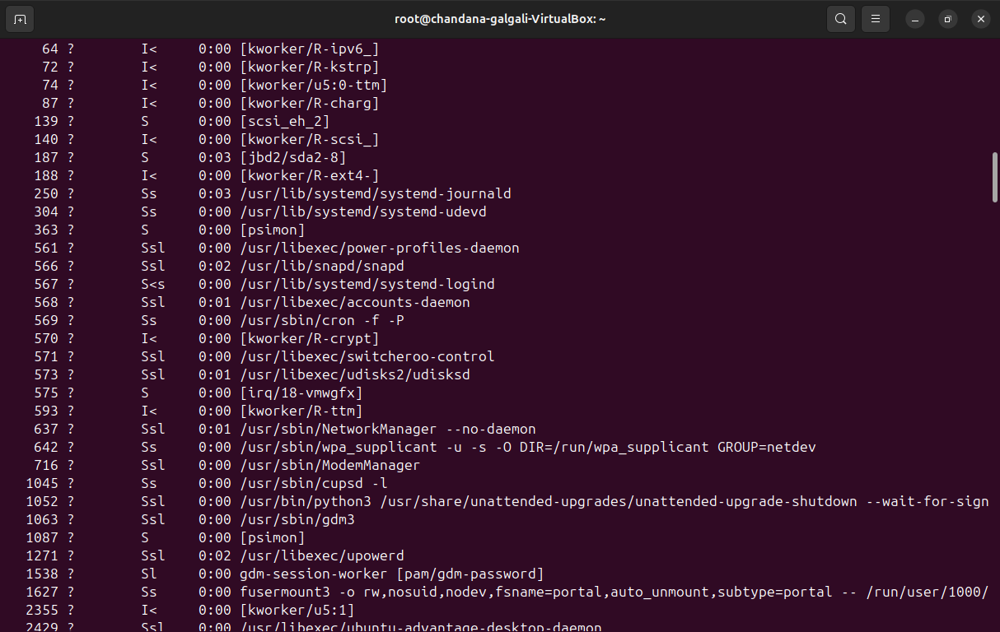 root@chandana-galgali-VirtualBox: ~
64 ?        I<     0:00 [kworker/R-ipv6_]
72 ?        I<     0:00 [kworker/R-kstrp]
74 ?        I<     0:00 [kworker/u5:0-ttm]
87 ?        I<     0:00 [kworker/R-charg]
139 ?        S      0:00 [scsi_eh_2]
140 ?        I<     0:00 [kworker/R-scsi_]
187 ?        S      0:03 [jbd2/sda2-8]
188 ?        I<     0:00 [kworker/R-ext4-]
250 ?        Ss     0:03 /usr/lib/systemd/systemd-journald
304 ?        Ss     0:00 /usr/lib/systemd/systemd-udevd
363 ?        S      0:00 [psimon]
561 ?        Ssl    0:00 /usr/libexec/power-profiles-daemon
566 ?        Ssl    0:02 /usr/lib/snapd/snapd
567 ?        S<s    0:00 /usr/lib/systemd/systemd-logind
568 ?        Ssl    0:01 /usr/libexec/accounts-daemon
569 ?        Ss     0:00 /usr/sbin/cron -f -P
570 ?        I<     0:00 [kworker/R-crypt]
571 ?        Ssl    0:00 /usr/libexec/switcheroo-control
573 ?        Ssl    0:01 /usr/libexec/udisks2/udisksd
575 ?        S      0:00 [irq/18-vmwgfx]
593 ?        I<     0:00 [kworker/R-ttm]
637 ?        Ssl    0:01 /usr/sbin/NetworkManager --no-daemon
642 ?        Ss     0:00 /usr/sbin/wpa_supplicant -u -s -O DIR=/run/wpa_supplicant GROUP=netdev
716 ?        Ssl    0:00 /usr/sbin/ModemManager
1045 ?        Ss     0:00 /usr/sbin/cupsd -l
1052 ?        Ssl    0:00 /usr/bin/python3 /usr/share/unattended-upgrades/unattended-upgrade-shutdown --wait-for-sign
1063 ?        Ssl    0:00 /usr/sbin/gdm3
1087 ?        S      0:00 [psimon]
1271 ?        Ssl    0:02 /usr/libexec/upowerd
1538 ?        Sl     0:00 gdm-session-worker [pam/gdm-password]
1627 ?        Ss     0:00 fusermount3 -o rw,nosuid,nodev,fsname=portal,auto_unmount,subtype=portal -- /run/user/1000/
2355 ?        I<     0:00 [kworker/u5:1]
2429 ?        Ssl    0:00 /usr/libexec/ubuntu-advantage-desktop-daemon